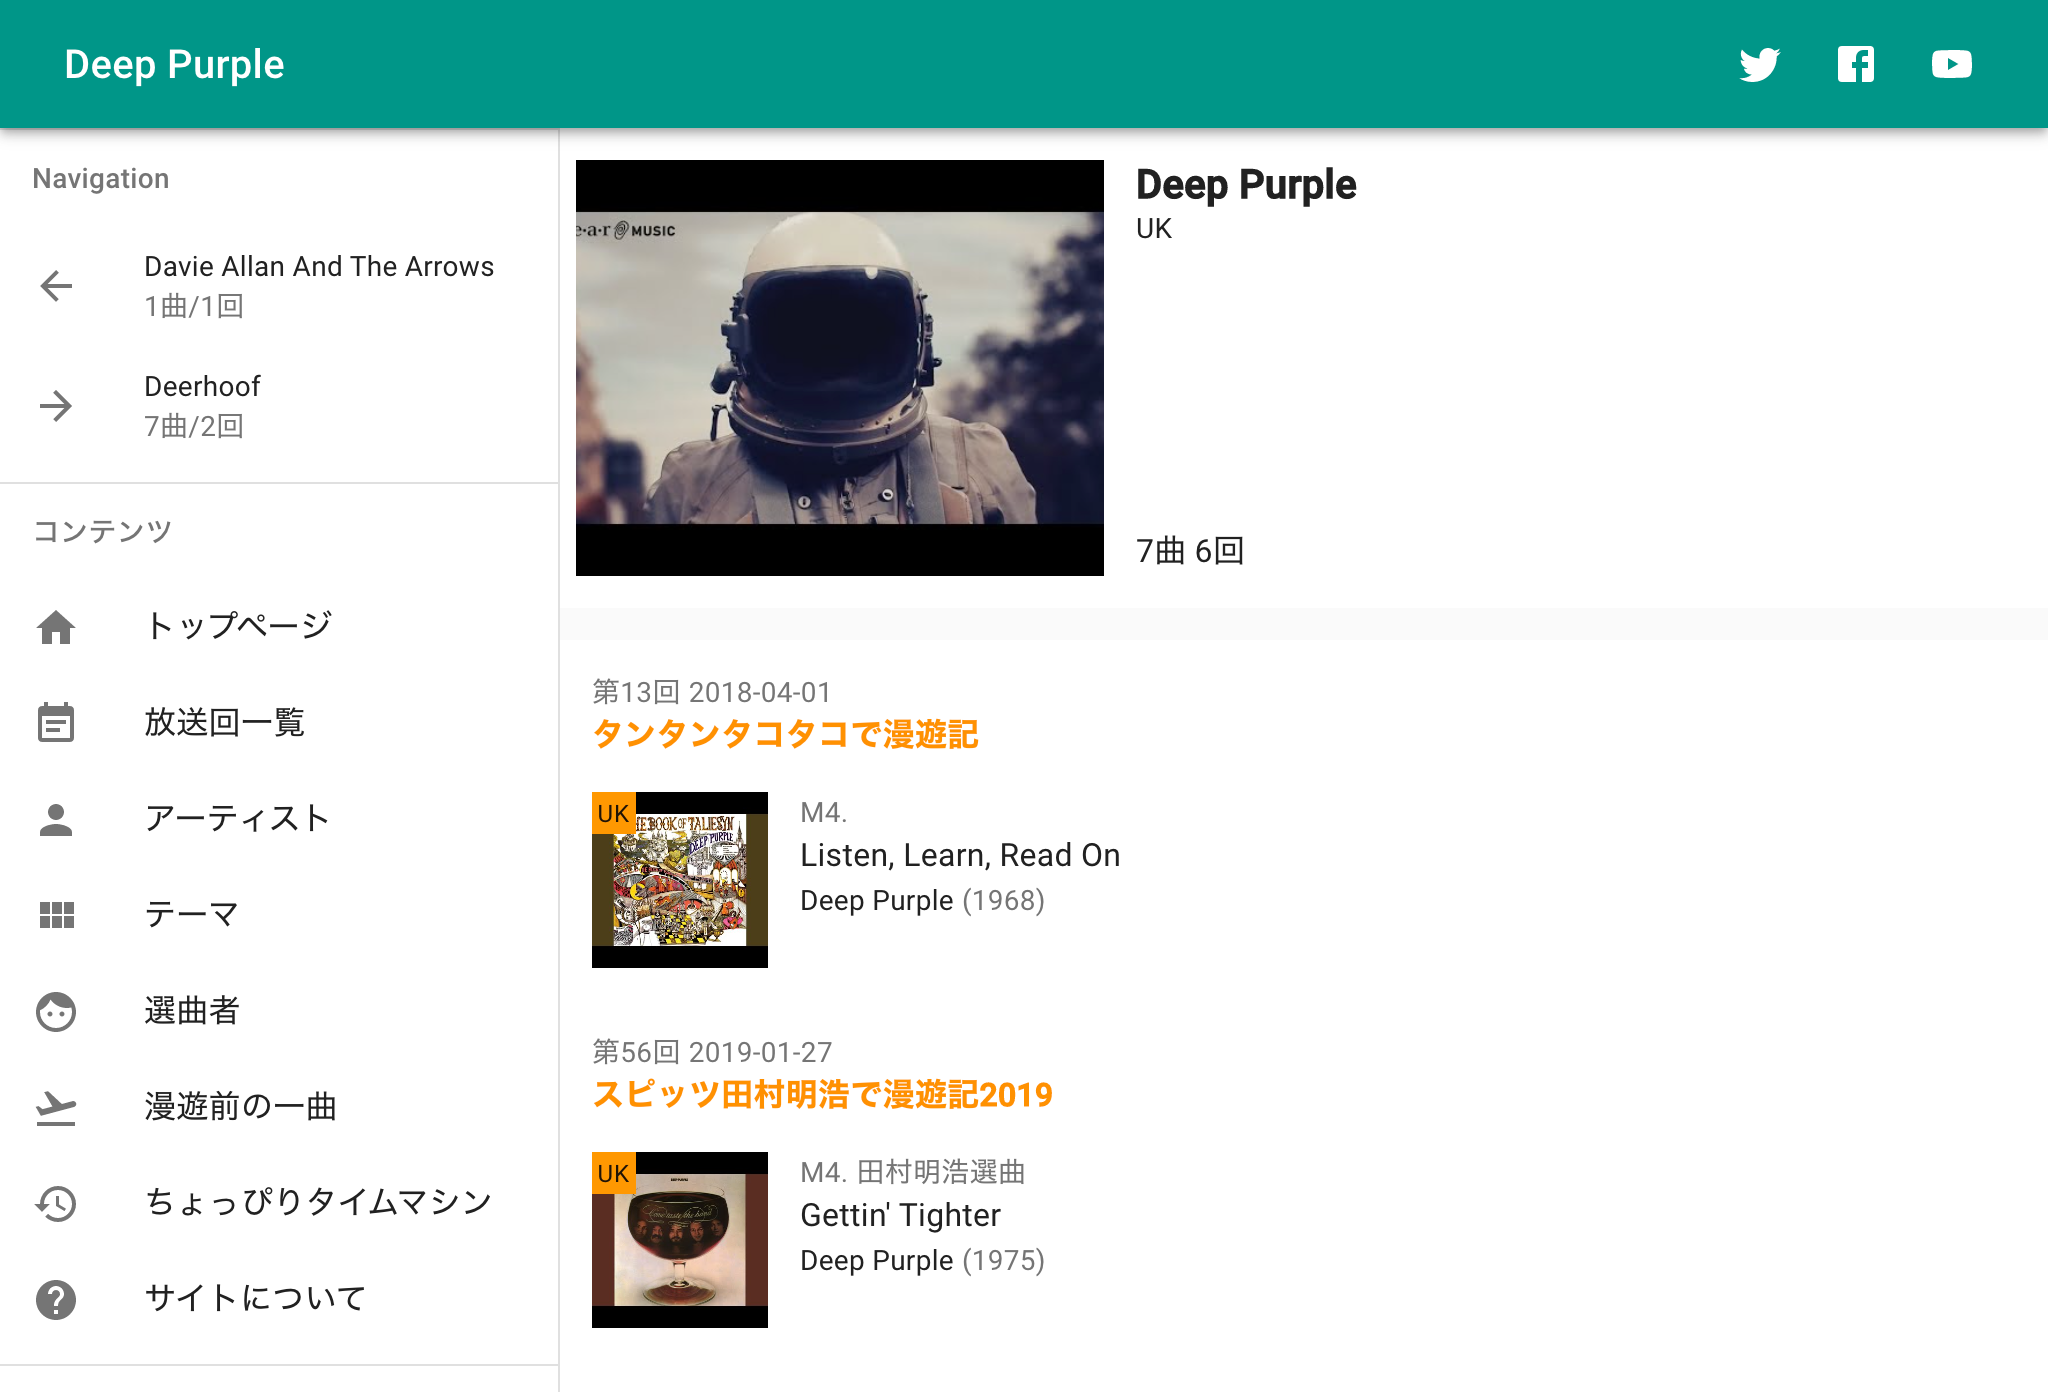 Deep Purple
Navigation
Davie Allan And The Arrows
1曲/1回
Deerhoof
7曲/2回
コンテンツ
トップページ
放送回一覧
アーティスト
テーマ
選曲者
漫遊前の一曲
ちょっぴりタイムマシン
サイトについて
e·a·r MUSIC
Deep Purple
UK
7曲 6回
第13回 2018-04-01
タンタンタコタコで漫遊記
UK
THE BOOK OF TALIESYN
DEEP PURPLE
M4.
Listen, Learn, Read On
Deep Purple (1968)
第56回 2019-01-27
スピッツ田村明浩で漫遊記2019
UK
M4. 田村明浩選曲
Gettin' Tighter
Deep Purple (1975)